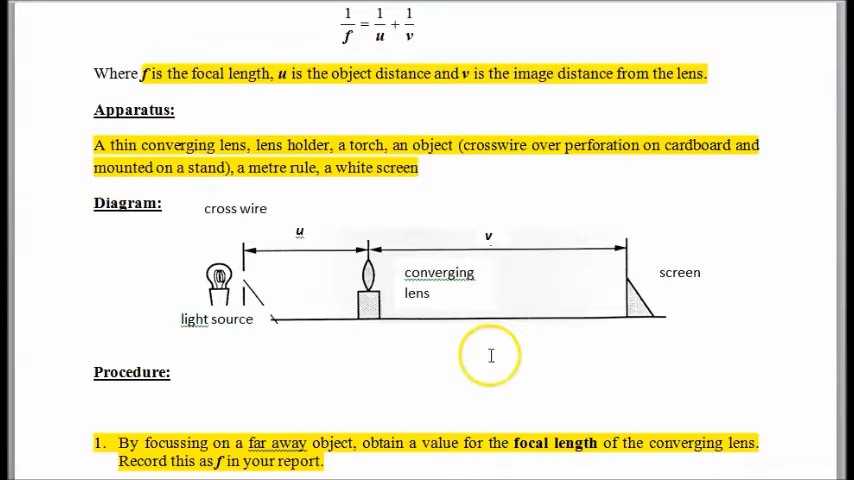 1/f = 1/u + 1/v
Where f is the focal length, u is the object distance and v is the image distance from the lens.
Apparatus:
A thin converging lens, lens holder, a torch, an object (crosswire over perforation on cardboard and
mounted on a stand), a metre rule, a white screen
Diagram:
cross wire
u
v
converging
lens
screen
light source
Procedure:
1. By focussing on a far away object, obtain a value for the focal length of the converging lens.
Record this as f in your report.